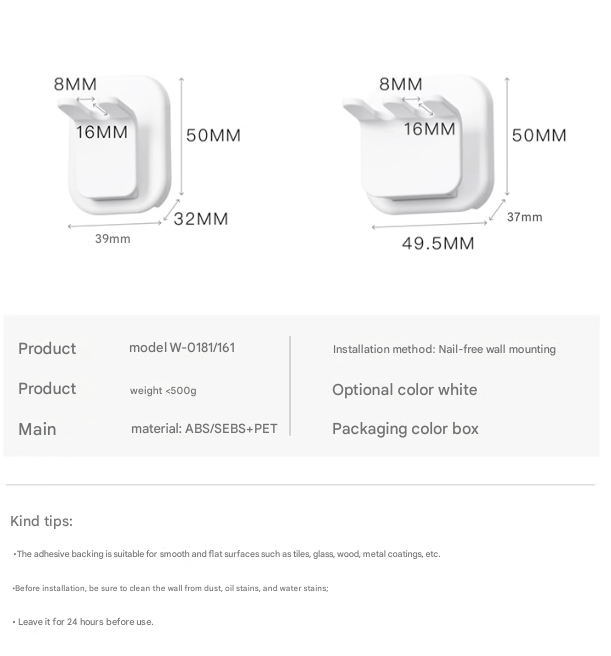 8MM
16MM
50MM
32MM
39mm
8MM
16MM
50MM
37mm
49.5MM
Product model W-0181/161
Installation method: Nail-free wall mounting
Product weight <500g
Optional color white
Main material: ABS/SEBS+PET
Packaging color box
Kind tips:
•The adhesive backing is suitable for smooth and flat surfaces such as tiles, glass, wood, metal coatings, etc.
•Before installation, be sure to clean the wall from dust, oil stains, and water stains;
• Leave it for 24 hours before use.